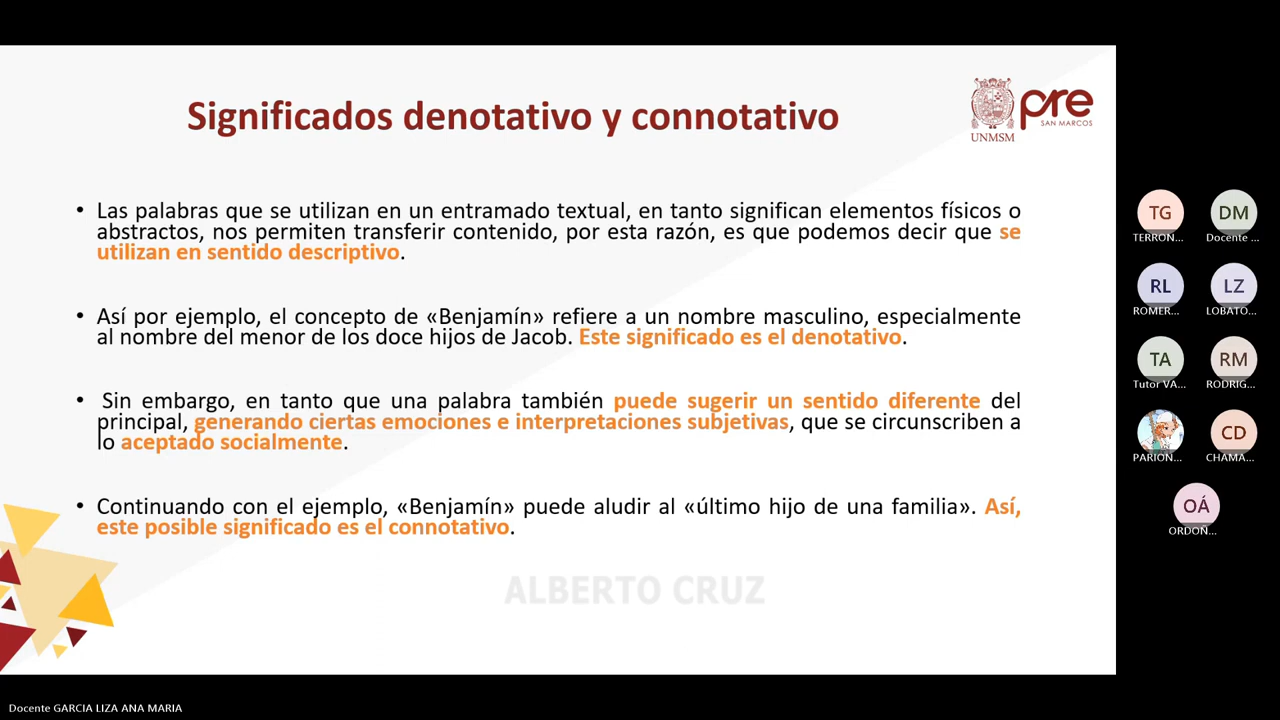 Significados denotativo y connotativo
UNMSM
pre
SAN MARCOS
• Las palabras que se utilizan en un entramado textual, en tanto significan elementos físicos o
abstractos, nos permiten transferir contenido, por esta razón, es que podemos decir que se
utilizan en sentido descriptivo.
• Así por ejemplo, el concepto de «Benjamín» refiere a un nombre masculino, especialmente
al nombre del menor de los doce hijos de Jacob. Este significado es el denotativo.
• Sin embargo, en tanto que una palabra también puede sugerir un sentido diferente del
principal, generando ciertas emociones e interpretaciones subjetivas, que se circunscriben a
lo aceptado socialmente.
• Continuando con el ejemplo, «Benjamín» puede aludir al «último hijo de una familia». Así,
este posible significado es el connotativo.
ALBERTO CRUZ
TG
TERRON...
DM
Docente ...
RL
ROMER...
LZ
LOBATO...
TA
Tutor VA...
RM
RODRIG...
PARION...
CD
CHAMA...
OÁ
ORDOÑ...
Docente GARCIA LIZA ANA MARIA